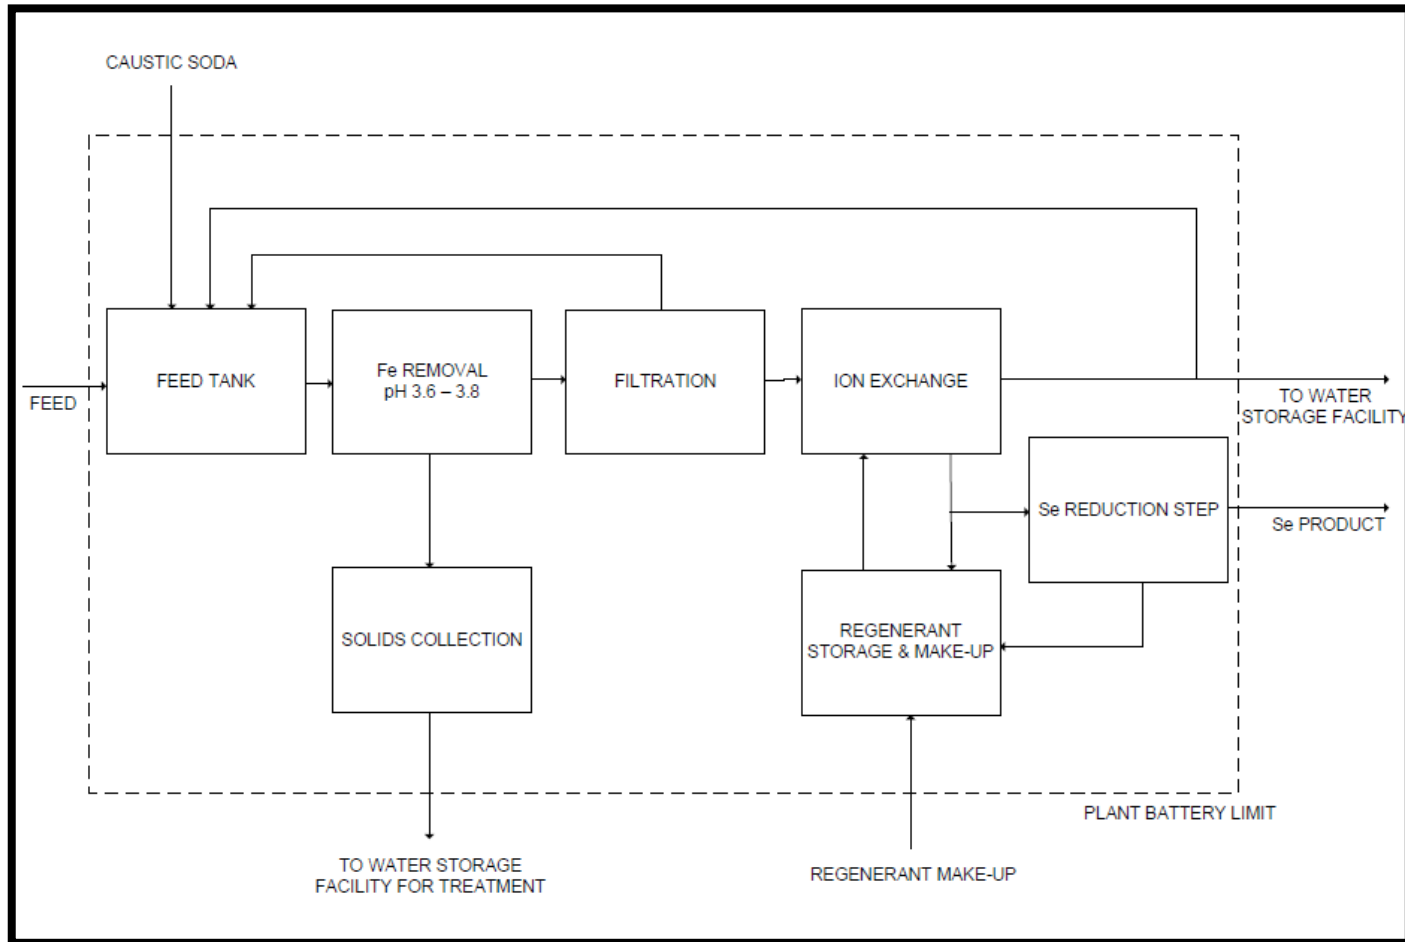 CAUSTIC SODA
FEED
FEED TANK
Fe REMOVAL
pH 3.6 – 3.8
FILTRATION
ION EXCHANGE
TO WATER
STORAGE FACILITY
Se REDUCTION STEP
Se PRODUCT
SOLIDS COLLECTION
REGENERANT
STORAGE & MAKE-UP
PLANT BATTERY LIMIT
TO WATER STORAGE
FACILITY FOR TREATMENT
REGENERANT MAKE-UP